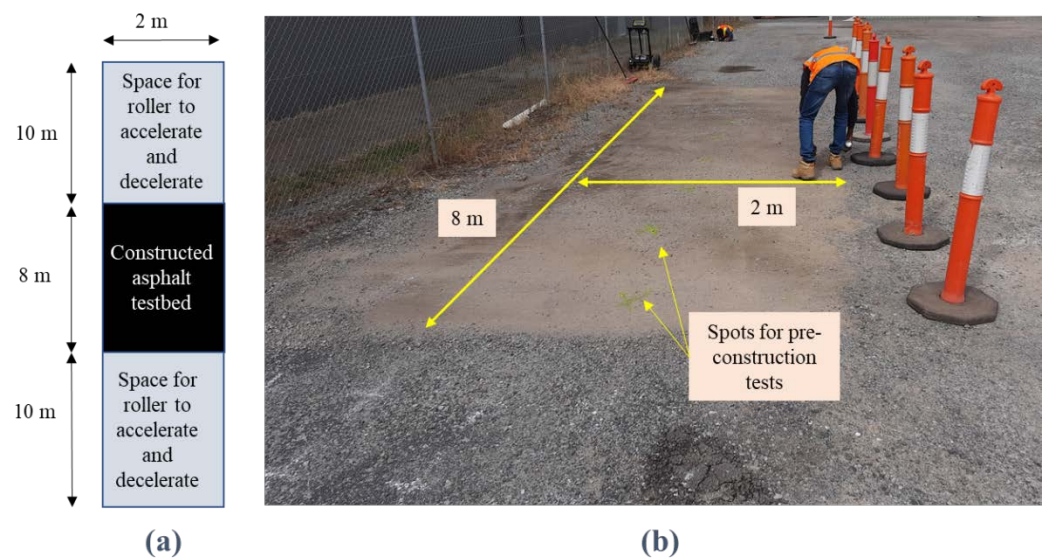 2 m
10 m
Space for
roller to
accelerate
and
decelerate
8 m
Constructed
asphalt
testbed
10 m
Space for
roller to
accelerate
and
decelerate
(a)
8 m
2 m
Spots for pre-
construction
tests
(b)